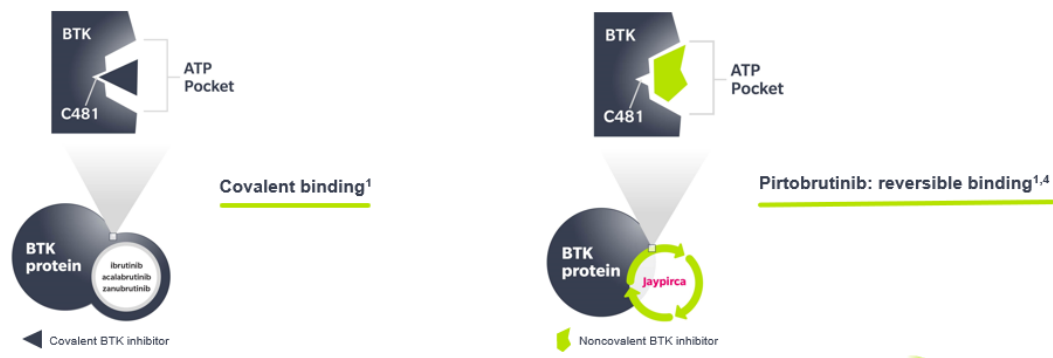 BTK
ATP
Pocket
C481
Covalent binding¹
BTK
protein
ibrutinib
acalabrutinib
zanubrutinib
Covalent BTK inhibitor
BTK
ATP
Pocket
C481
Pirtobrutinib: reversible binding¹,⁴
BTK
protein
Jaypirca
Noncovalent BTK inhibitor